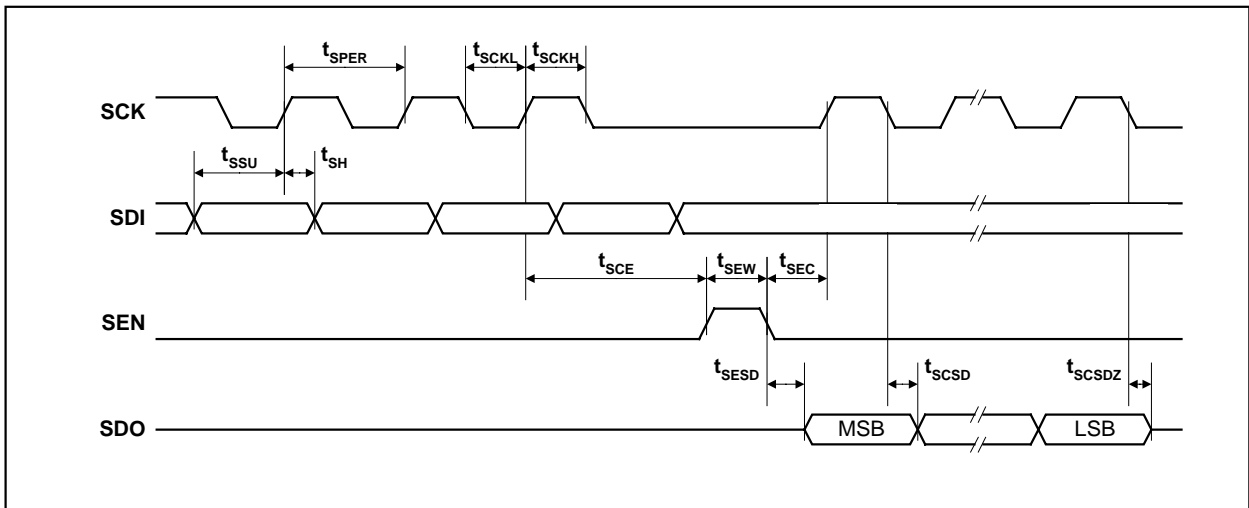 tSPER
tSCKL
tSCKH
SCK
tSSU
tSH
SDI
tSCE
tSEW
tSEC
SEN
tSESD
tSCSD
tSCSDZ
SDO
MSB
LSB